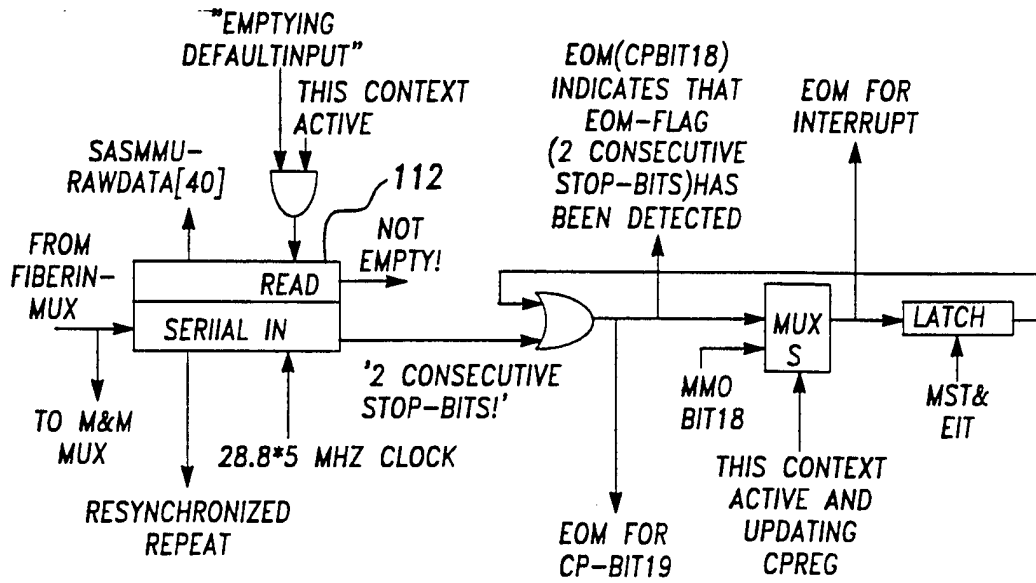 "EMPTYING
DEFAULTINPUT"
THIS CONTEXT
ACTIVE
SASMMU-
RAWDATA[40]
112
FROM
FIBERIN-
MUX
NOT
EMPTY!
READ
SERIIAL IN
TO M&M
MUX
28.8*5 MHZ CLOCK
RESYNCHRONIZED
REPEAT
'2 CONSECUTIVE
STOP-BITS!'
EOM(CPBIT18)
INDICATES THAT
EOM-FLAG
(2 CONSECUTIVE
STOP-BITS)HAS
BEEN DETECTED
EOM FOR
INTERRUPT
MUX
S
LATCH
MMO
BIT18
MST&
EIT
THIS CONTEXT
ACTIVE AND
UPDATING
CPREG
EOM FOR
CP-BIT19